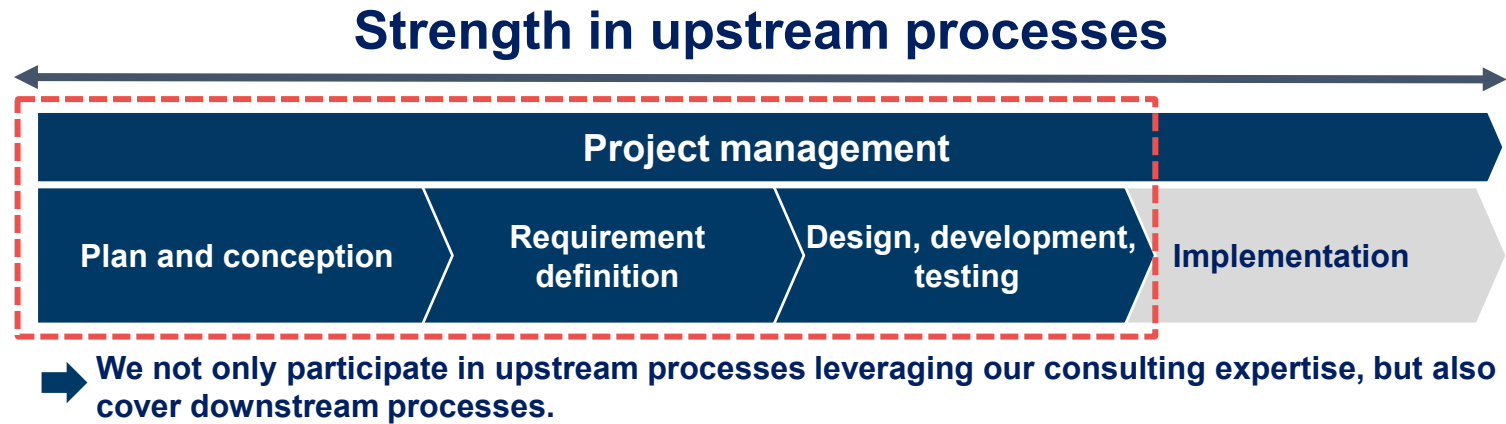 Strength in upstream processes
Project management
Plan and conception
Requirement
definition
Design, development,
testing
Implementation
We not only participate in upstream processes leveraging our consulting expertise, but also
cover downstream processes.